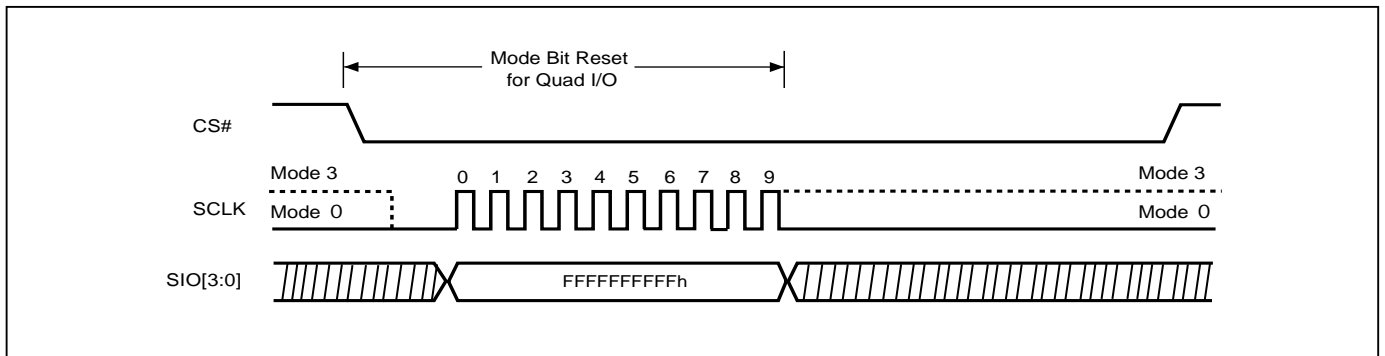 Mode Bit Reset
for Quad I/O
CS#
Mode 3
0 1 2 3 4 5 6 7 8 9
Mode 3
SCLK
Mode 0
Mode 0
SIO[3:0]
FFFFFFFFFFh